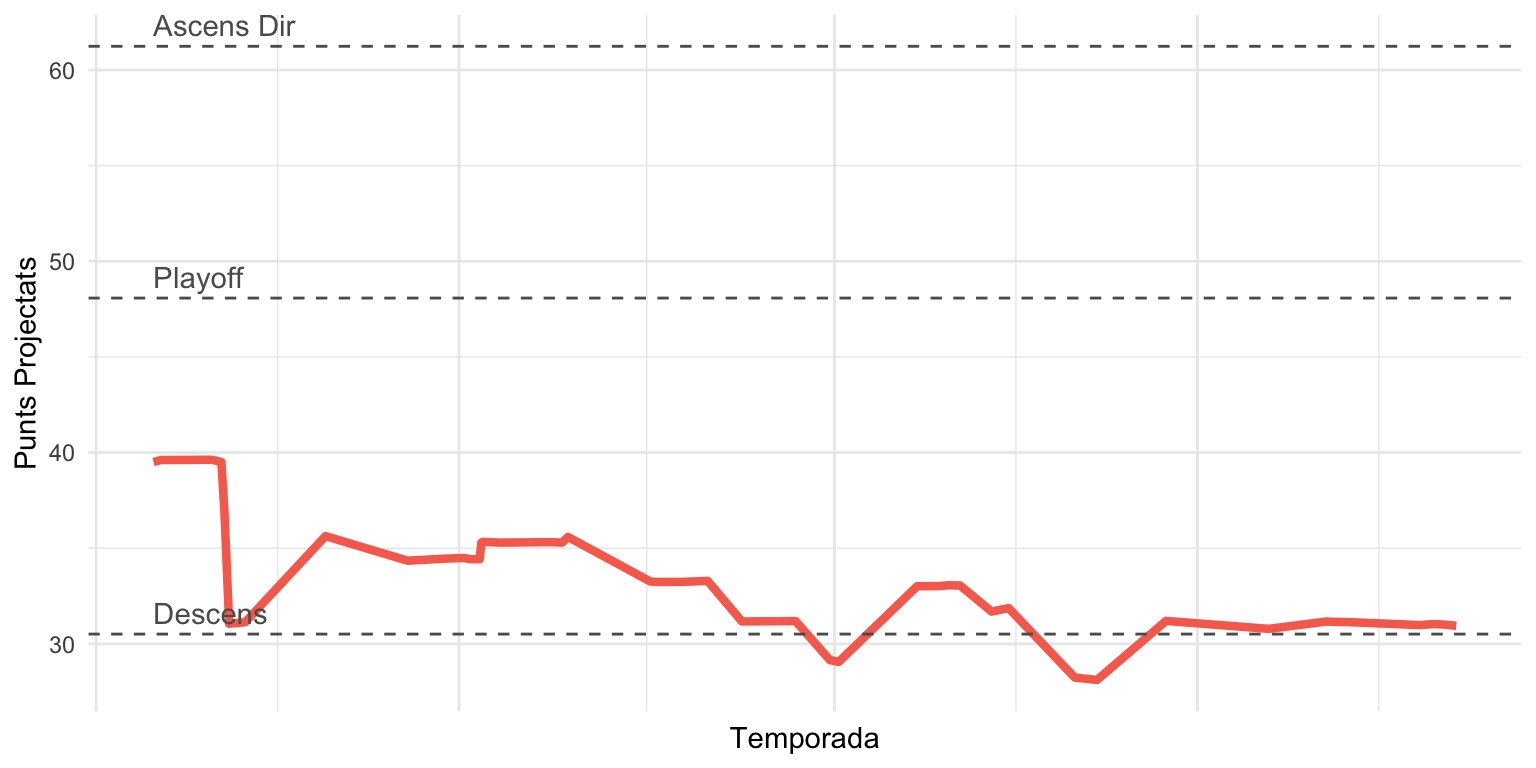 Ascens Dir
60
50
Playoff
Punts Projectats
40
Descens
30
Temporada